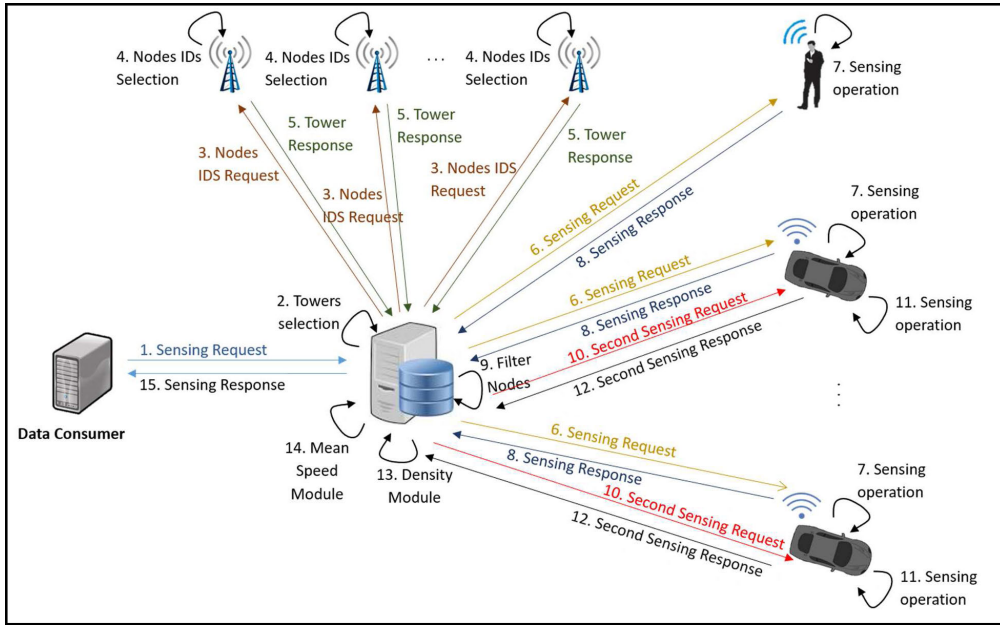 4. Nodes IDs
Selection
4. Nodes IDs
Selection
...
4. Nodes IDs
Selection
7. Sensing
operation
5. Tower
Response
5. Tower
Response
5. Tower
Response
3. Nodes
IDS Request
3. Nodes
IDS Request
3. Nodes IDS
Request
6. Sensing Request
8. Sensing Response
7. Sensing
operation
6. Sensing Request
8. Sensing Response
10. Second Sensing Request
12. Second Sensing Response
11. Sensing
operation
2. Towers
selection
1. Sensing Request
15. Sensing Response
Data Consumer
9. Filter
Nodes
14. Mean
Speed Module
13. Density
Module
6. Sensing Request
8. Sensing Response
10. Second Sensing Request
12. Second Sensing Response
7. Sensing
operation
11. Sensing
operation